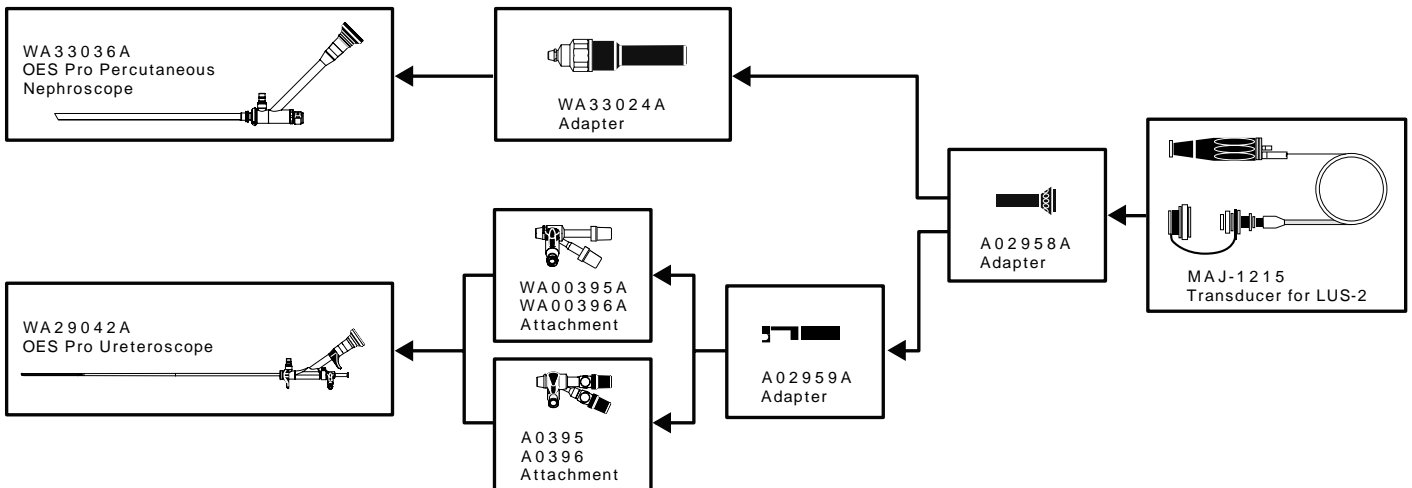 WA33036A
OES Pro Percutaneous
Nephroscope
WA33024A
Adapter
A02958A
Adapter
MAJ-1215
Transducer for LUS-2
WA00395A
WA00396A
Attachment
WA29042A
OES Pro Ureteroscope
A02959A
Adapter
A0395
A0396
Attachment